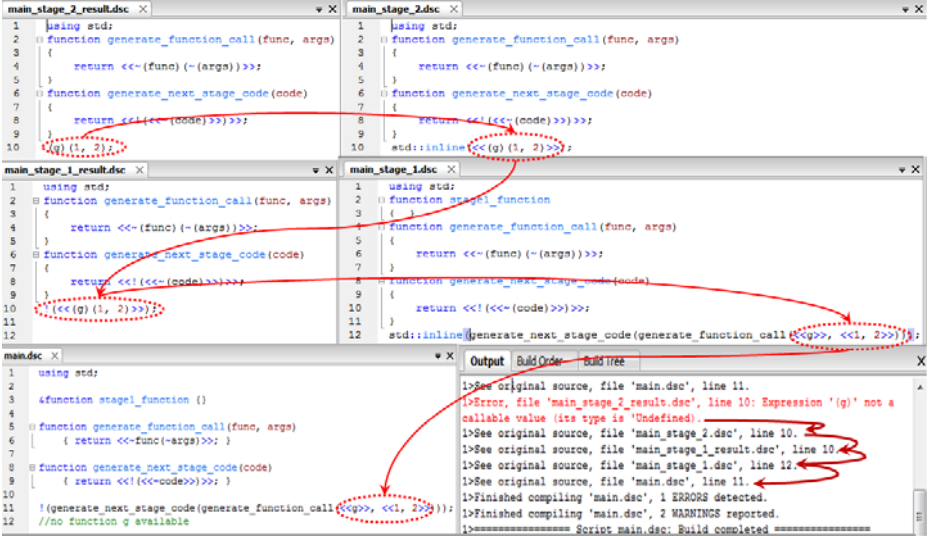 main_stage_2_result.dsc
1 using std;
2 function generate_function_call(func, args)
3 {
4 return <<~(func)(~(args))>>;
5 }
6 function generate_next_stage_code(code)
7 {
8 return <<!(<<~(code)>>)>>;
9 }
10 (g)(1, 2);
main_stage_2.dsc
1 using std;
2 function generate_function_call(func, args)
3 {
4 return <<~(func)(~(args))>>;
5 }
6 function generate_next_stage_code(code)
7 {
8 return <<!(<<~(code)>>)>>;
9 }
10 std::inline(<<(g)(1, 2)>>);
main_stage_1_result.dsc
1 using std;
2 function generate_function_call(func, args)
3 {
4 return <<~(func)(~(args))>>;
5 }
6 function generate_next_stage_code(code)
7 {
8 return <<!(<<~(code)>>)>>;
9 }
10 !(<<(g)(1, 2)>>);
11
12
main_stage_1.dsc
1 using std;
2 function stage1_function
3 { }
4 function generate_function_call(func, args)
5 {
6 return <<~(func)(~(args))>>;
7 }
8 function generate_next_stage_code(code)
9 {
10 return <<!(<<~(code)>>)>>;
11 }
12 std::inline(generate_next_stage_code(generate_function_call(<<g>>, <<1, 2>>)));
main.dsc
1 using std;
2
3 &function stage1_function {}
4
5 function generate_function_call(func, args)
6 { return <<~func(~args)>>; }
7
8 function generate_next_stage_code(code)
9 { return <<!(<<~code>>)>>; }
10
11 !(generate_next_stage_code(generate_function_call(<<g>>, <<1, 2>>)));
12 //no function g available
Output Build Order Build Tree
1>See original source, file 'main.dsc', line 11.
1>Error, file 'main_stage_2_result.dsc', line 10: Expression '(g)' not a
callable value (its type is 'Undefined).
1>See original source, file 'main_stage_2.dsc', line 10.
1>See original source, file 'main_stage_1_result.dsc', line 10.
1>See original source, file 'main_stage_1.dsc', line 12.
1>See original source, file 'main.dsc', line 11.
1>Finished compiling 'main.dsc', 1 ERRORS detected.
1>Finished compiling 'main.dsc', 2 WARNINGS reported.
1>================ Script main.dsc: Build completed ================